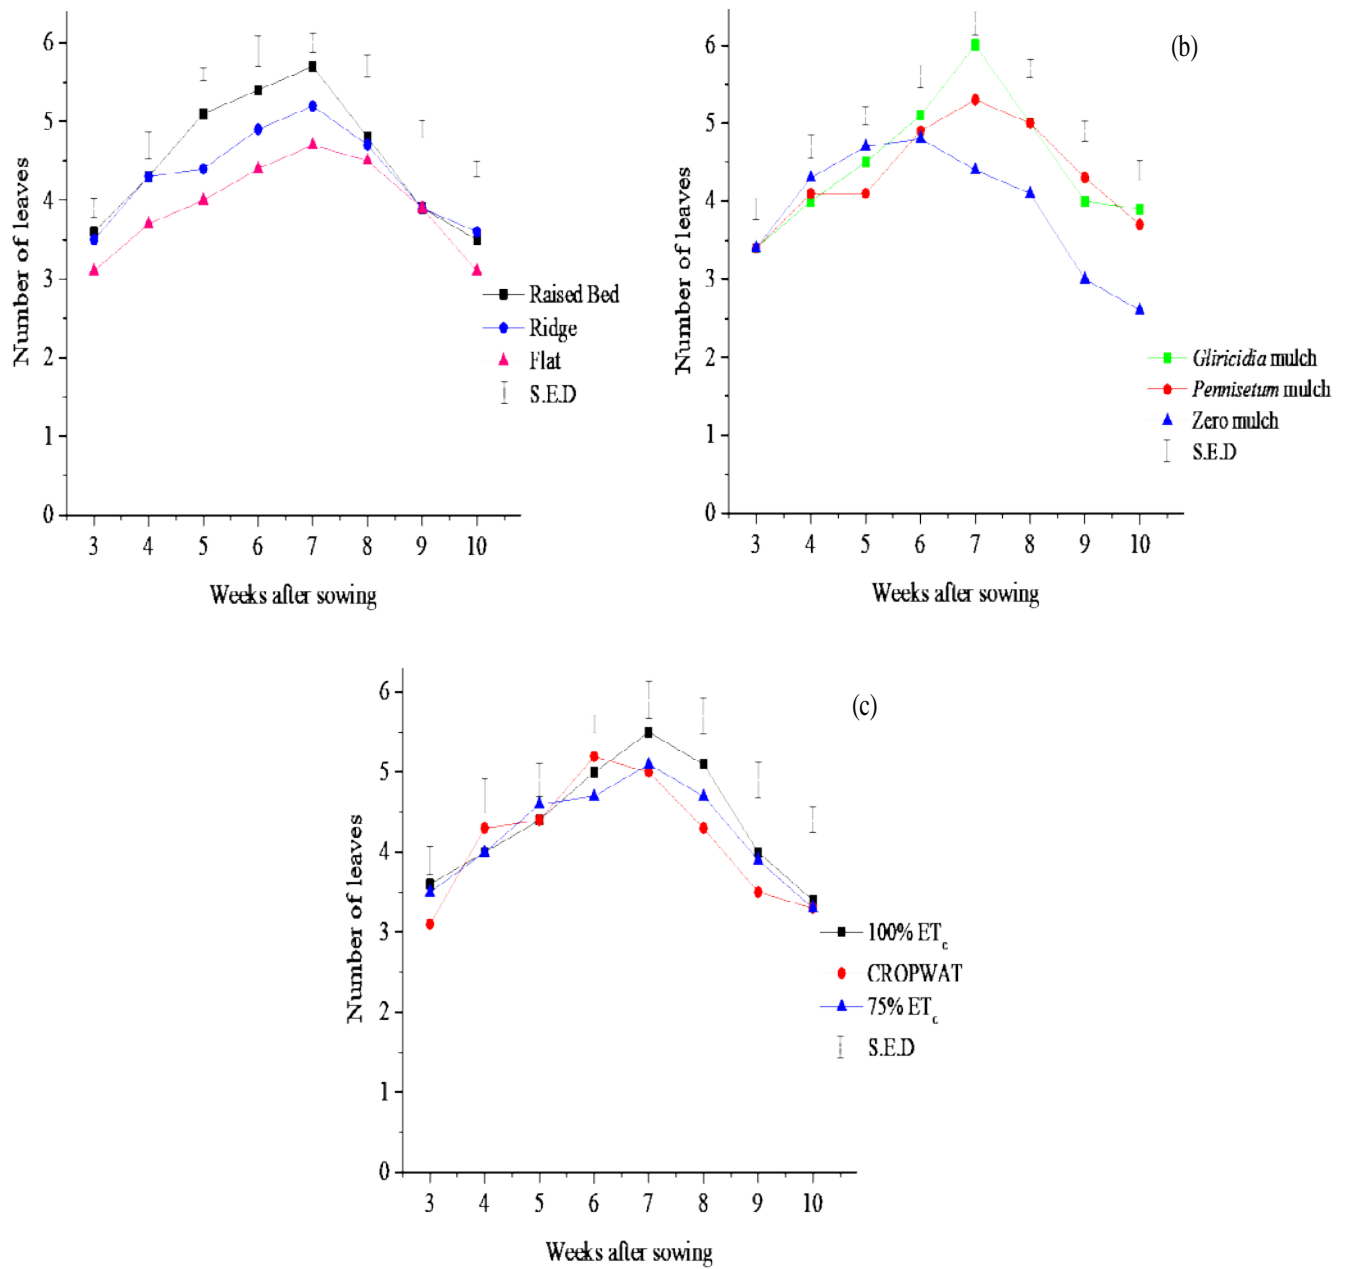 6
5
4
3
2
1
0
Number of leaves
3 4 5 6 7 8 9 10
Weeks after sowing
Raised Bed
Ridge
Flat
S.E.D
(b)
6
5
4
3
2
1
0
Number of leaves
3 4 5 6 7 8 9 10
Weeks after sowing
Gliricidia mulch
Pennisetum mulch
Zero mulch
S.E.D
(c)
6
5
4
3
2
1
0
Number of leaves
3 4 5 6 7 8 9 10
Weeks after sowing
100% ETc
CROPWAT
75% ETc
S.E.D